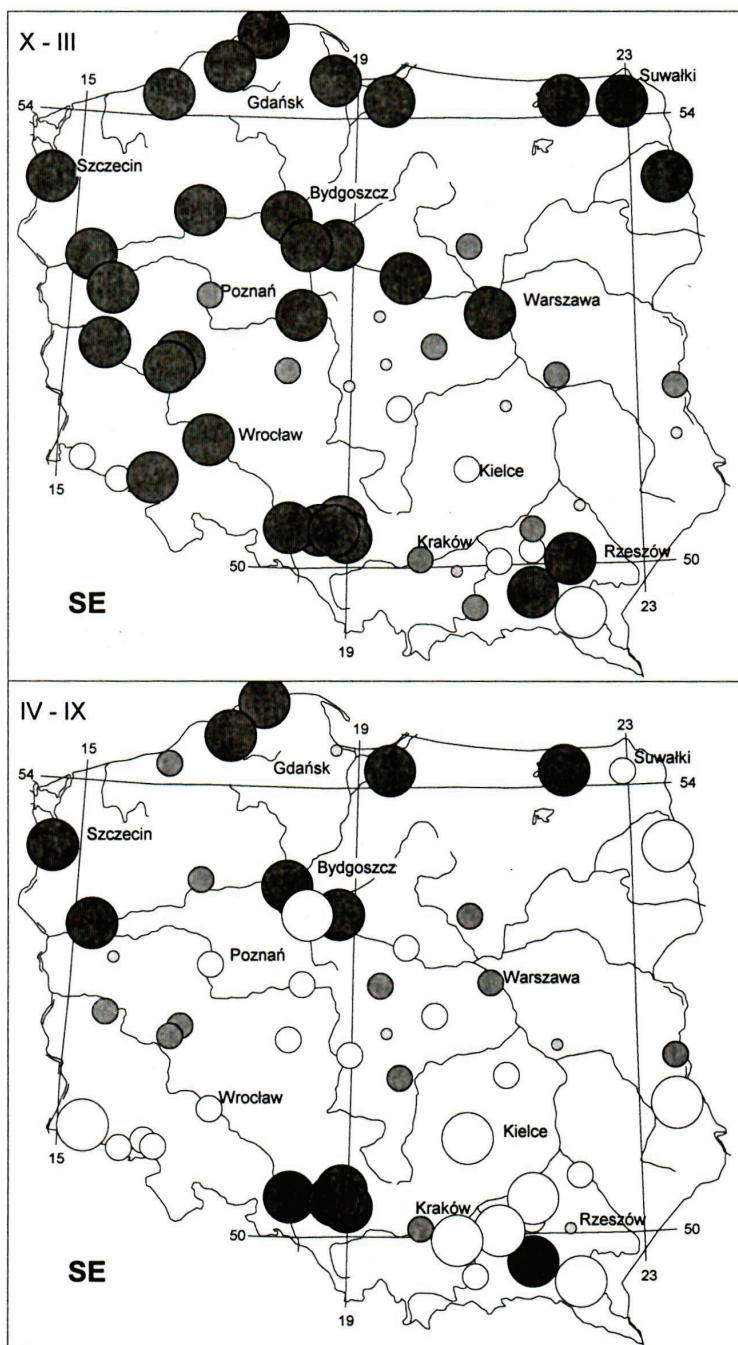 X - III
15
19
23
Suwałki
54
Gdańsk
54
Szczecin
Bydgoszcz
Poznań
Warszawa
Wrocław
Kielce
15
Kraków
Rzeszów
50
50
SE
23
19
IV - IX
19
23
15
Suwałki
54
Gdańsk
54
Szczecin
Bydgoszcz
Poznań
Warszawa
Wrocław
Kielce
15
Kraków
Rzeszów
50
50
SE
23
19